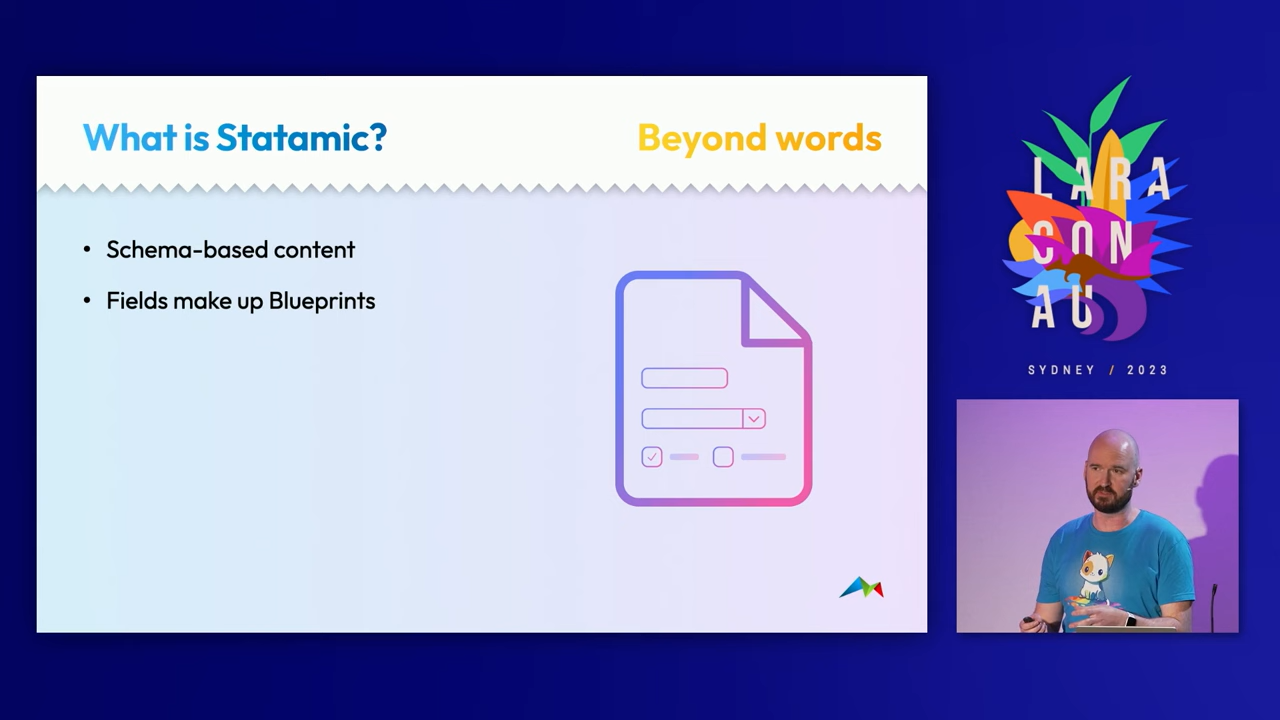 What is Statamic?
Beyond words
• Schema-based content
• Fields make up Blueprints
LARA
CON
AU
SYDNEY / 2023